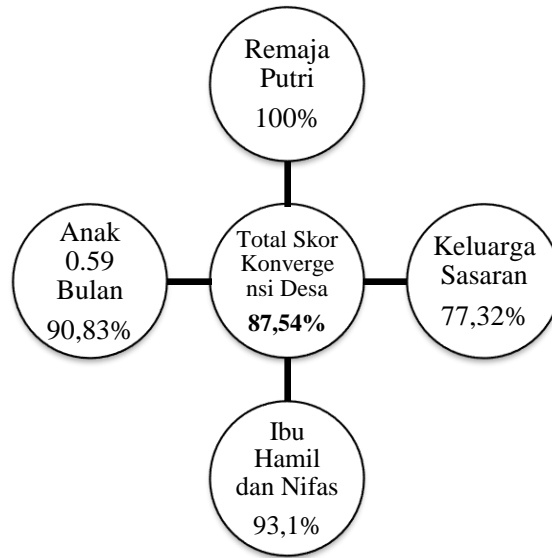 Remaja
Putri
100%
Anak
0.59
Bulan
90,83%
Total Skor
Konverge
nsi Desa
87,54%
Keluarga
Sasaran
77,32%
Ibu
Hamil
dan Nifas
93,1%